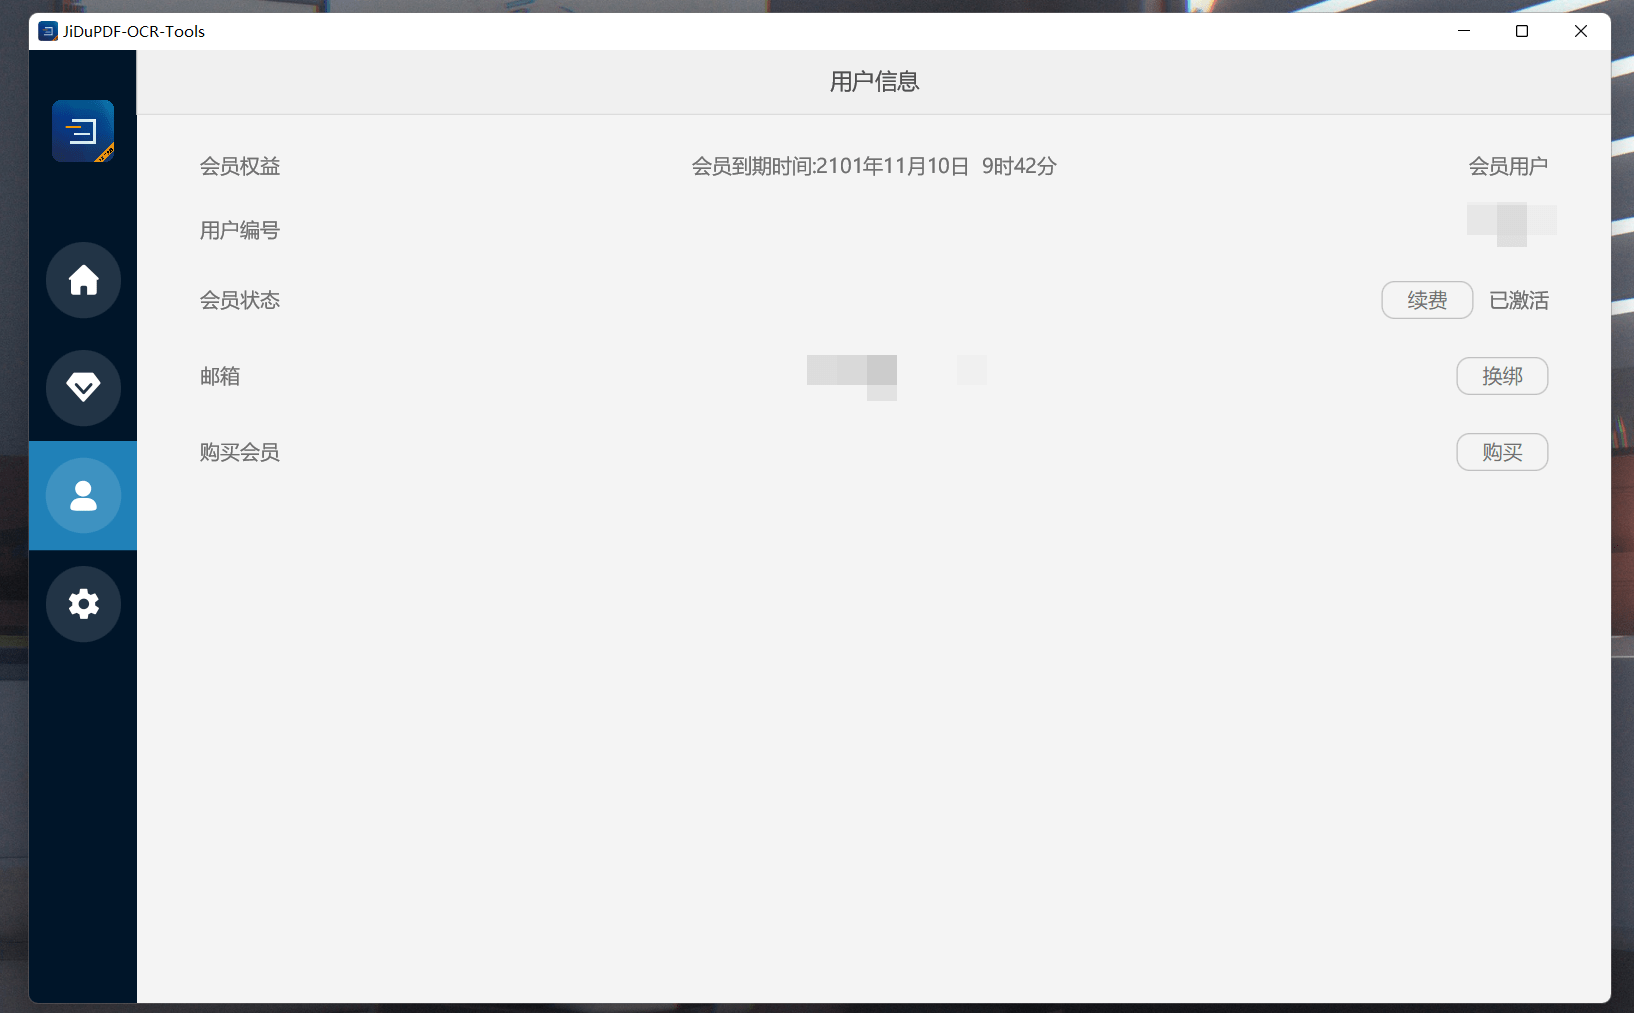 JiDuPDF-OCR-Tools
用户信息
会员权益 会员到期时间:2101年11月10日 9时42分 会员用户
用户编号
会员状态 续费 已激活
邮箱 换绑
购买会员 购买